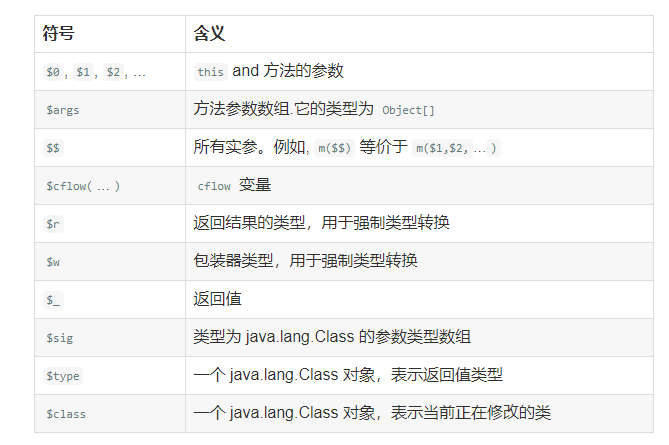 符号 含义
$0, $1, $2, … this and 方法的参数
$args 方法参数数组.它的类型为 Object[]
$$ 所有实参。例如, m($$) 等价于 m($1,$2, … )
$cflow( … ) cflow 变量
$r 返回结果的类型，用于强制类型转换
$w 包装器类型，用于强制类型转换
$_ 返回值
$sig 类型为 java.lang.Class 的参数类型数组
$type 一个 java.lang.Class 对象，表示返回值类型
$class 一个 java.lang.Class 对象，表示当前正在修改的类